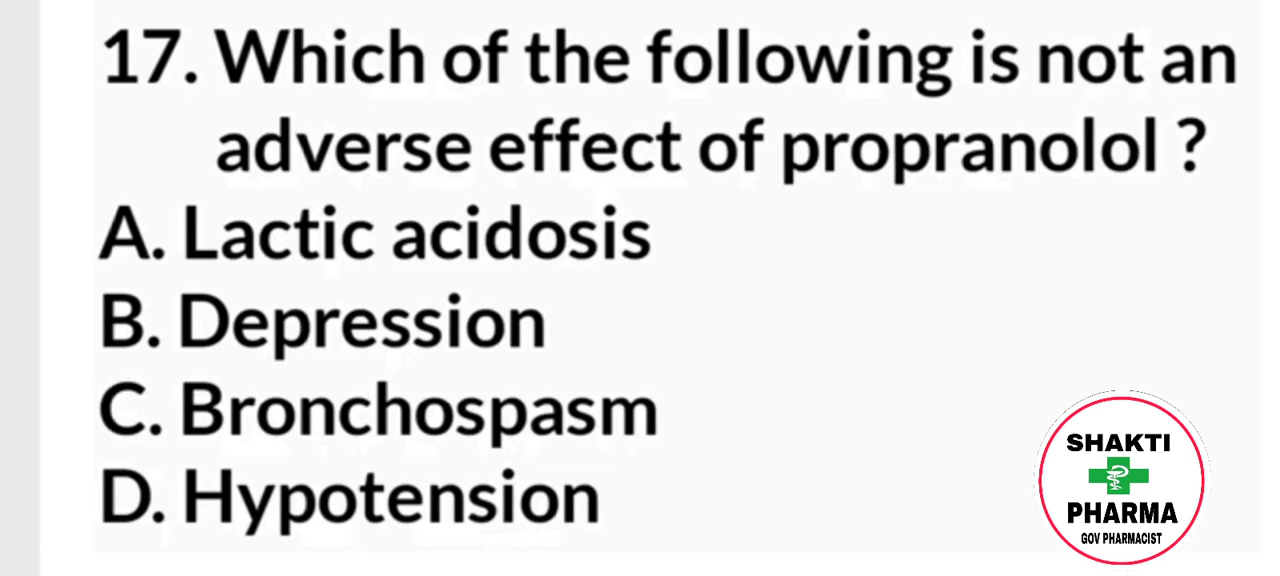 17. Which of the following is not an
adverse effect of propranolol ?
A. Lactic acidosis
B. Depression
C. Bronchospasm
D. Hypotension
SHAKTI
PHARMA
GOV PHARMACIST